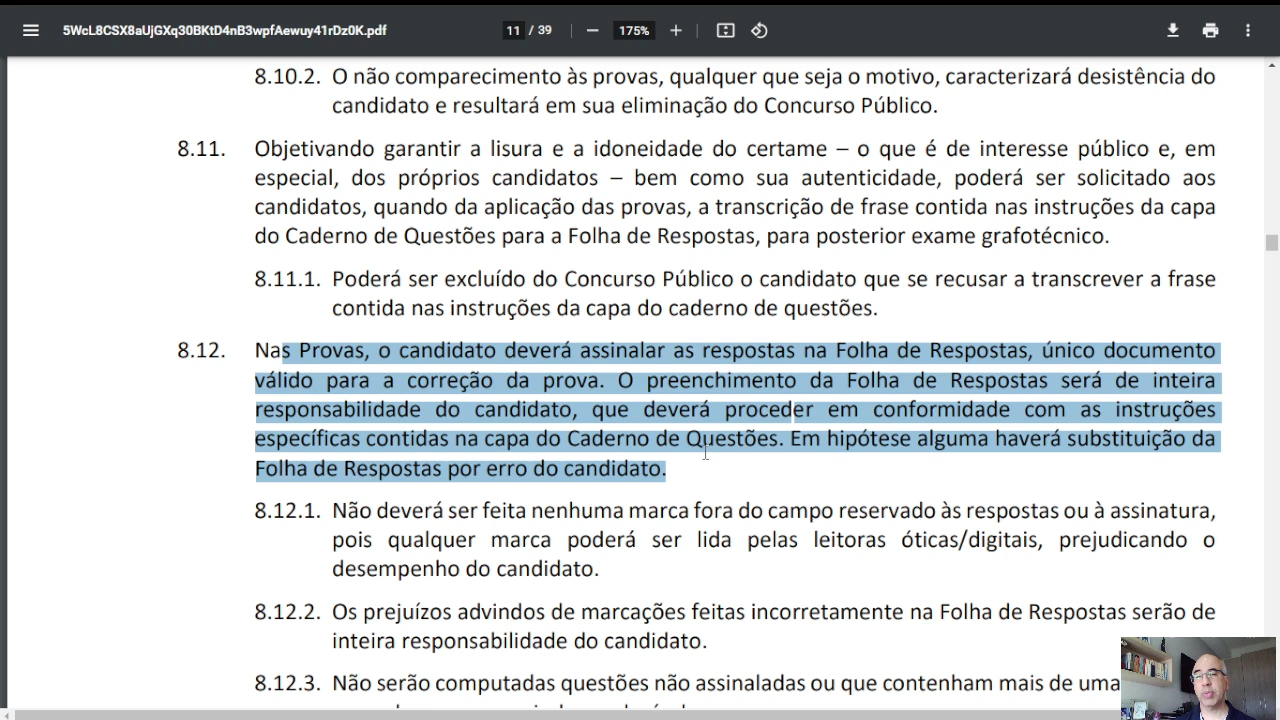 5WcL8CSX8aUjGXq30BKtD4nB3wpfAewuy41rDz0K.pdf
11 / 39
175%
8.10.2. O não comparecimento às provas, qualquer que seja o motivo, caracterizará desistência do
candidato e resultará em sua eliminação do Concurso Público.
8.11. Objetivando garantir a lisura e a idoneidade do certame – o que é de interesse público e, em
especial, dos próprios candidatos – bem como sua autenticidade, poderá ser solicitado aos
candidatos, quando da aplicação das provas, a transcrição de frase contida nas instruções da capa
do Caderno de Questões para a Folha de Respostas, para posterior exame grafotécnico.
8.11.1. Poderá ser excluído do Concurso Público o candidato que se recusar a transcrever a frase
contida nas instruções da capa do caderno de questões.
8.12. Nas Provas, o candidato deverá assinalar as respostas na Folha de Respostas, único documento
válido para a correção da prova. O preenchimento da Folha de Respostas será de inteira
responsabilidade do candidato, que deverá proceder em conformidade com as instruções
específicas contidas na capa do Caderno de Questões. Em hipótese alguma haverá substituição da
Folha de Respostas por erro do candidato.
8.12.1. Não deverá ser feita nenhuma marca fora do campo reservado às respostas ou à assinatura,
pois qualquer marca poderá ser lida pelas leitoras óticas/digitais, prejudicando o
desempenho do candidato.
8.12.2. Os prejuízos advindos de marcações feitas incorretamente na Folha de Respostas serão de
inteira responsabilidade do candidato.
8.12.3. Não serão computadas questões não assinaladas ou que contenham mais de uma